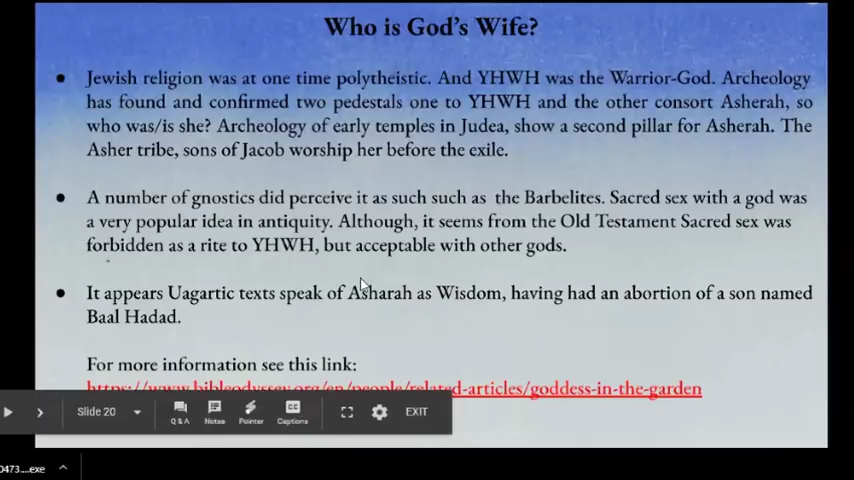 Who is God's Wife?
Jewish religion was at one time polytheistic. And YHWH was the Warrior-God. Archeology
has found and confirmed two pedestals one to YHWH and the other consort Asherah, so
who was/is she? Archeology of early temples in Judea, show a second pillar for Asherah. The
Asher tribe, sons of Jacob worship her before the exile.
A number of gnostics did perceive it as such such as the Barbelites. Sacred sex with a god was
a very popular idea in antiquity. Although, it seems from the Old Testament Sacred sex was
forbidden as a rite to YHWH, but acceptable with other gods.
It appears Uagartic texts speak of Asharah as Wisdom, having had an abortion of a son named
Baal Hadad.
For more information see this link:
https://www.bibleodyssey.org/en/people/related-articles/goddess-in-the-garden
Slide 20
Q & A
Notes
Pointer
CC
Captions
EXIT
0473....exe